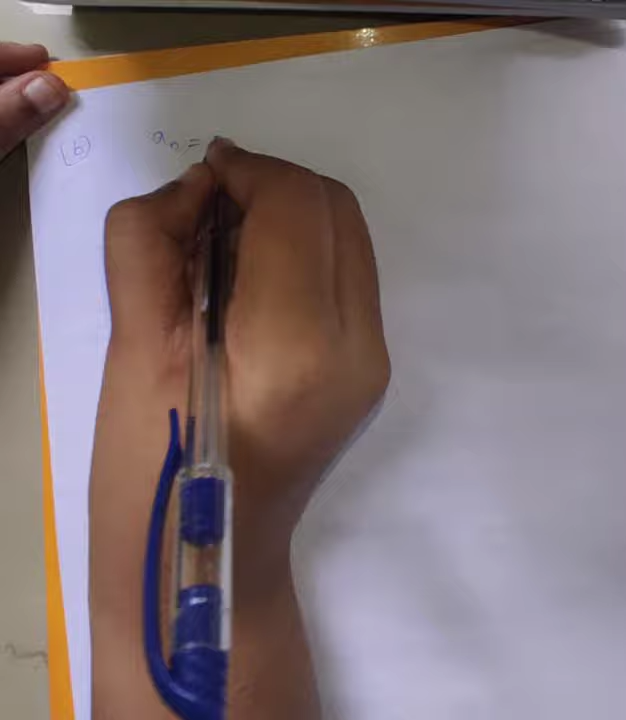 (b) aₙ =